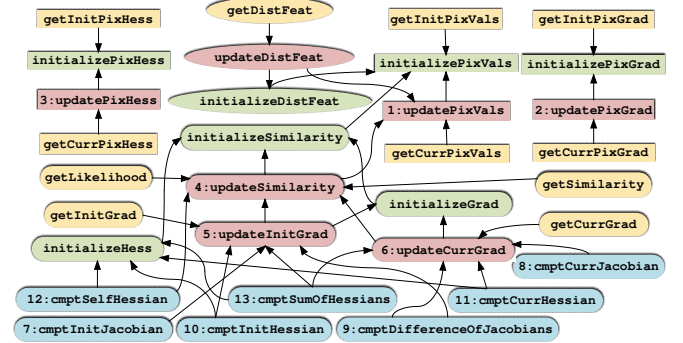 getInitPixHess
getDistFeat
getInitPixVals
getInitPixGrad
initializePixHess
updateDistFeat
initializePixVals
initializePixGrad
3:updatePixHess
initializeDistFeat
1:updatePixVals
2:updatePixGrad
getCurrPixHess
initializeSimilarity
getCurrPixVals
getCurrPixGrad
getLikelihood
4:updateSimilarity
getSimilarity
getInitGrad
initializeGrad
getCurrGrad
5:updateInitGrad
initializeHess
6:updateCurrGrad
8:cmptCurrJacobian
12:cmptSelfHessian
13:cmptSumOfHessians
11:cmptCurrHessian
7:cmptInitJacobian
10:cmptInitHessian
9:cmptDifferenceOfJacobians